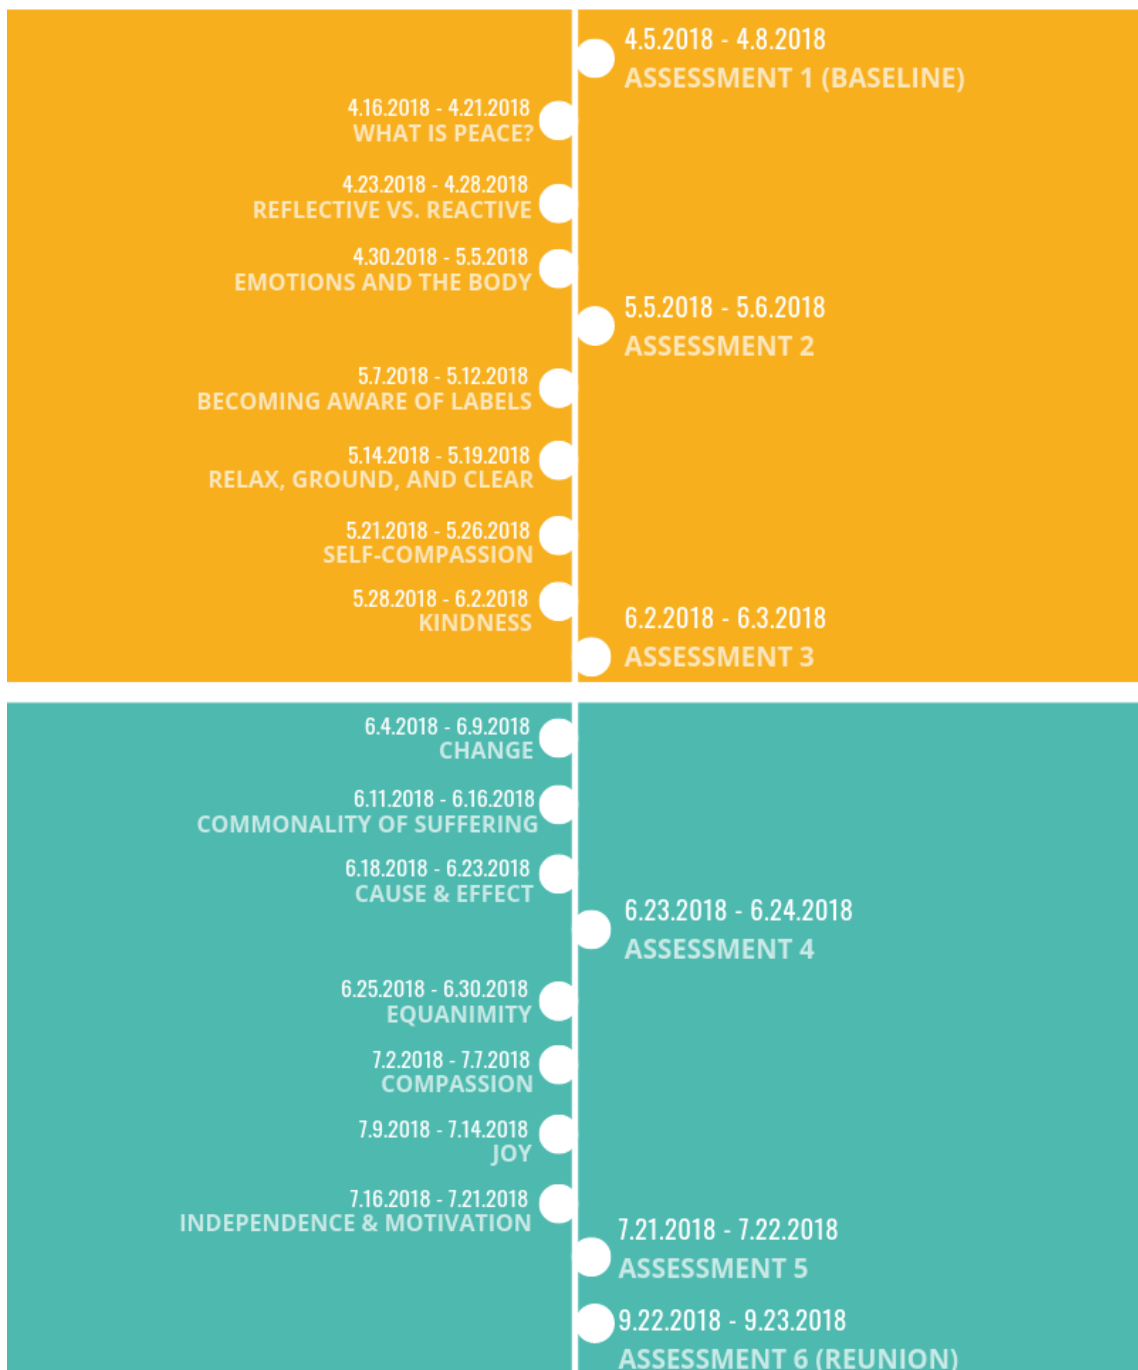 4.5.2018 - 4.8.2018
ASSESSMENT 1 (BASELINE)
4.16.2018 - 4.21.2018
WHAT IS PEACE?
4.23.2018 - 4.28.2018
REFLECTIVE VS. REACTIVE
4.30.2018 - 5.5.2018
EMOTIONS AND THE BODY
5.5.2018 - 5.6.2018
ASSESSMENT 2
5.7.2018 - 5.12.2018
BECOMING AWARE OF LABELS
5.14.2018 - 5.19.2018
RELAX, GROUND, AND CLEAR
5.21.2018 - 5.26.2018
SELF-COMPASSION
5.28.2018 - 6.2.2018
KINDNESS
6.2.2018 - 6.3.2018
ASSESSMENT 3
6.4.2018 - 6.9.2018
CHANGE
6.11.2018 - 6.16.2018
COMMONALITY OF SUFFERING
6.18.2018 - 6.23.2018
CAUSE & EFFECT
6.23.2018 - 6.24.2018
ASSESSMENT 4
6.25.2018 - 6.30.2018
EQUANIMITY
7.2.2018 - 7.7.2018
COMPASSION
7.9.2018 - 7.14.2018
JOY
7.16.2018 - 7.21.2018
INDEPENDENCE & MOTIVATION
7.21.2018 - 7.22.2018
ASSESSMENT 5
9.22.2018 - 9.23.2018
ASSESSMENT 6 (REUNION)